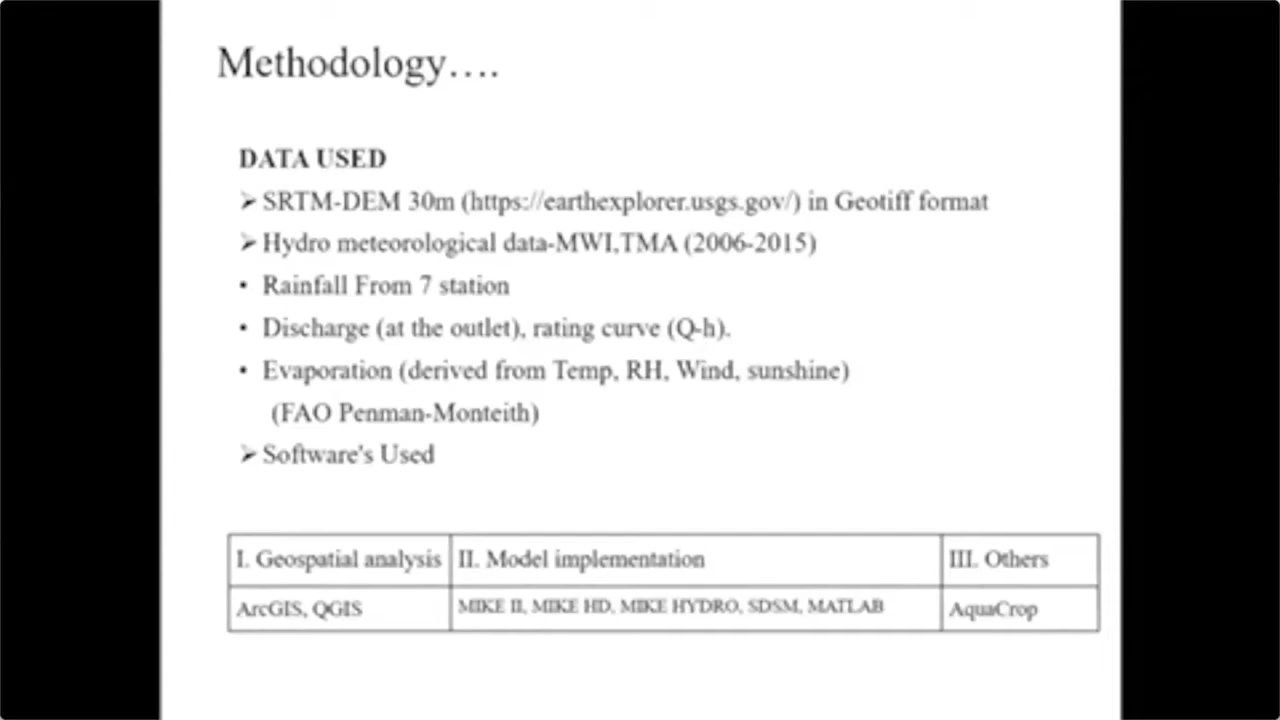 Methodology….
DATA USED
➤ SRTM-DEM 30m (https://earthexplorer.usgs.gov/) in Geotiff format
➤ Hydro meteorological data-MWI,TMA (2006-2015)
• Rainfall From 7 station
• Discharge (at the outlet), rating curve (Q-h).
• Evaporation (derived from Temp, RH, Wind, sunshine)
(FAO Penman-Monteith)
➤ Software's Used
I. Geospatial analysis II. Model implementation III. Others
ArcGIS, QGIS MIKE II, MIKE HD, MIKE HYDRO, SDSM, MATLAB AquaCrop